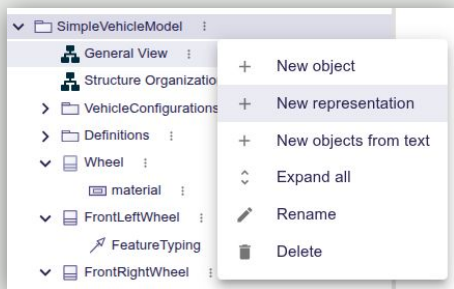 SimpleVehicleModel
General View
Structure Organizatio
VehicleConfigurations
Definitions
Wheel
material
FrontLeftWheel
FeatureTyping
FrontRightWheel
New object
New representation
New objects from text
Expand all
Rename
Delete